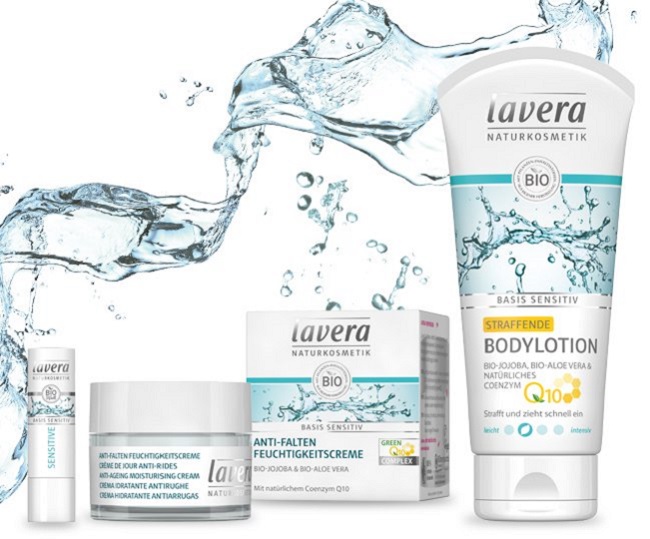 lavera
NATURKOSMETIK
BIO
BASIS SENSITIV
STRAFFENDE
BODYLOTION
BIO-JOJOBA, BIO-ALOE VERA &
NATÜRLICHES
COENZYM Q10
Strafft und zieht schnell ein
leicht intensiv
lavera
NATURKOSMETIK
BIO
BASIS SENSITIV
ANTI-FALTEN
FEUCHTIGKEITSCREME
BIO-JOJOBA & BIO-ALOE VERA
Mit natürlichem Coenzym Q10
GREEN
Q10
COMPLEX
lavera
NATURKOSMETIK
BIO
BASIS SENSITIV
SENSITIVE
ANTI-FALTEN FEUCHTIGKEITSCREME
CRÈME DE JOUR ANTI-RIDES
ANTI-AGEING MOISTURISING CREAM
CREMA IDRATANTE ANTIRUGHE
CREMA HIDRATANTE ANTIARRUGAS
laver